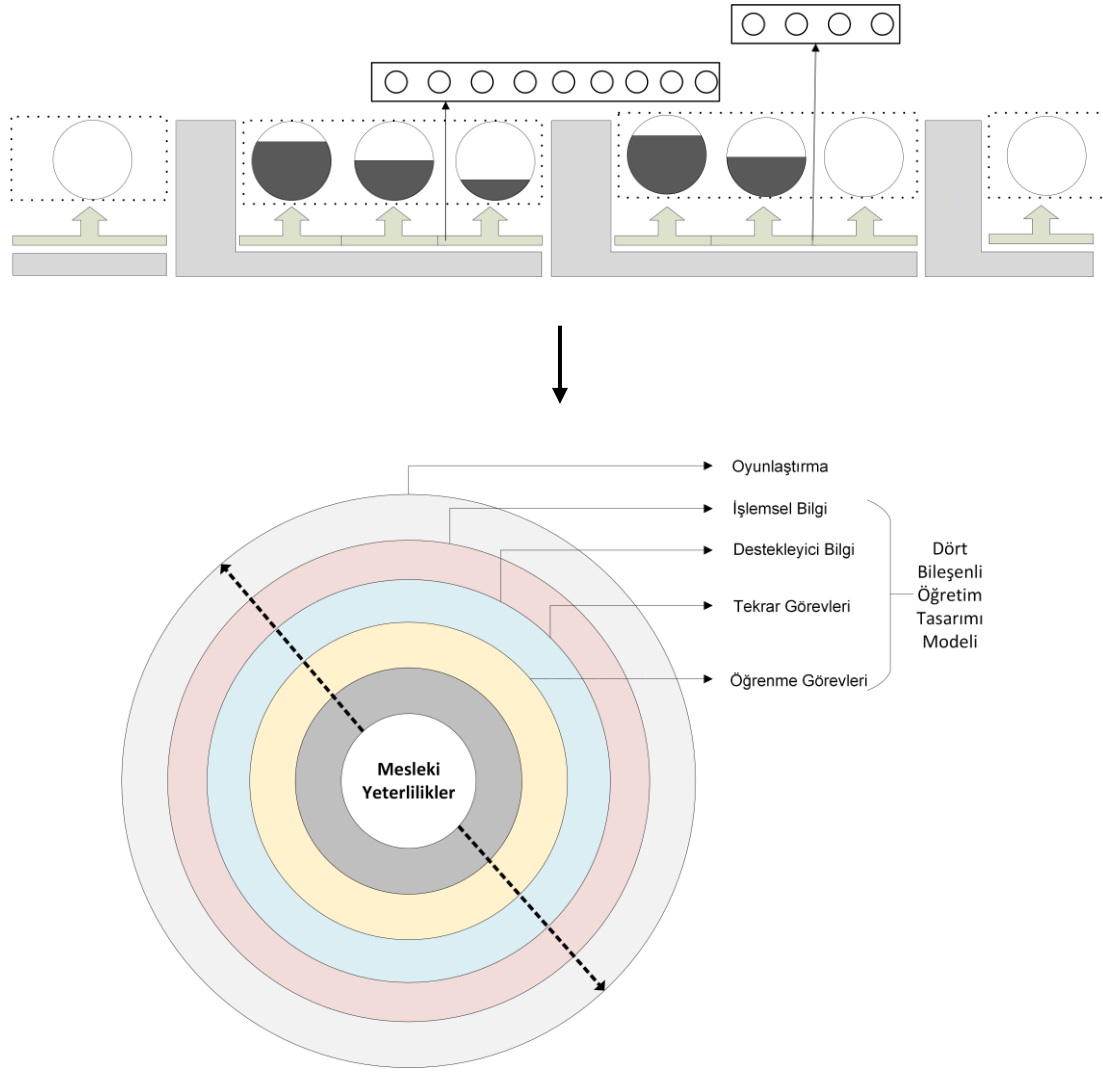 Oyunlaştırma
İşlemsel Bilgi
Destekleyici Bilgi
Tekrar Görevleri
Öğrenme Görevleri
Dört
Bileşenli
Öğretim
Tasarımı
Modeli
Mesleki
Yeterlilikler